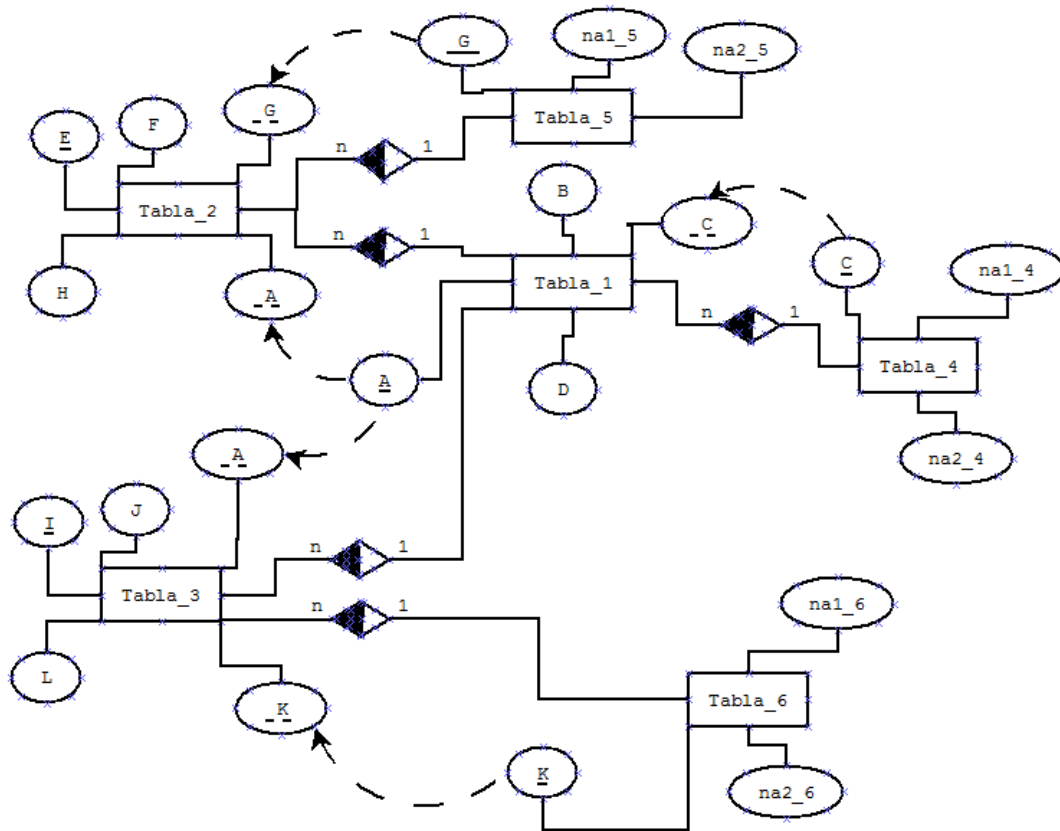 G
na1_5
na2_5
G
E
F
Tabla_5
n
1
B
C
Tabla_2
n
1
C
na1_4
H
A
Tabla_1
n
1
Tabla_4
A
D
A
na2_4
I
J
n
1
Tabla_3
n
1
na1_6
L
K
Tabla_6
K
na2_6